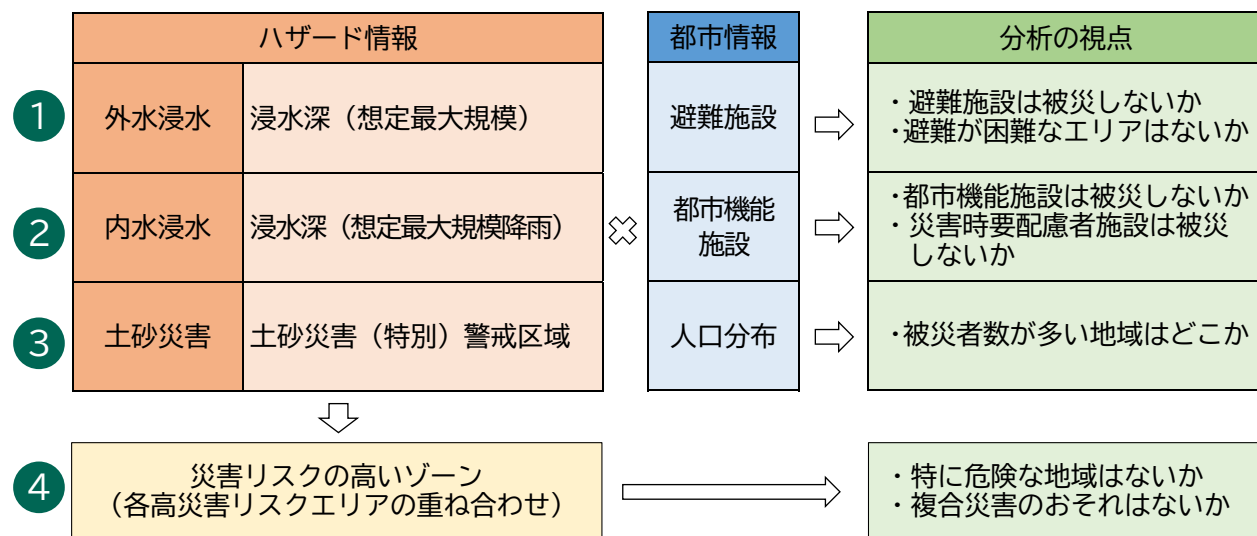 ハザード情報
都市情報
分析の視点
1
外水浸水
浸水深（想定最大規模）
避難施設
・避難施設は被災しないか
・避難が困難なエリアはないか
2
内水浸水
浸水深（想定最大規模降雨）
都市機能
施設
・都市機能施設は被災しないか
・災害時要配慮者施設は被災
しないか
3
土砂災害
土砂災害（特別）警戒区域
人口分布
・被災者数が多い地域はどこか
4
災害リスクの高いゾーン
（各高災害リスクエリアの重ね合わせ）
・特に危険な地域はないか
・複合災害のおそれはないか